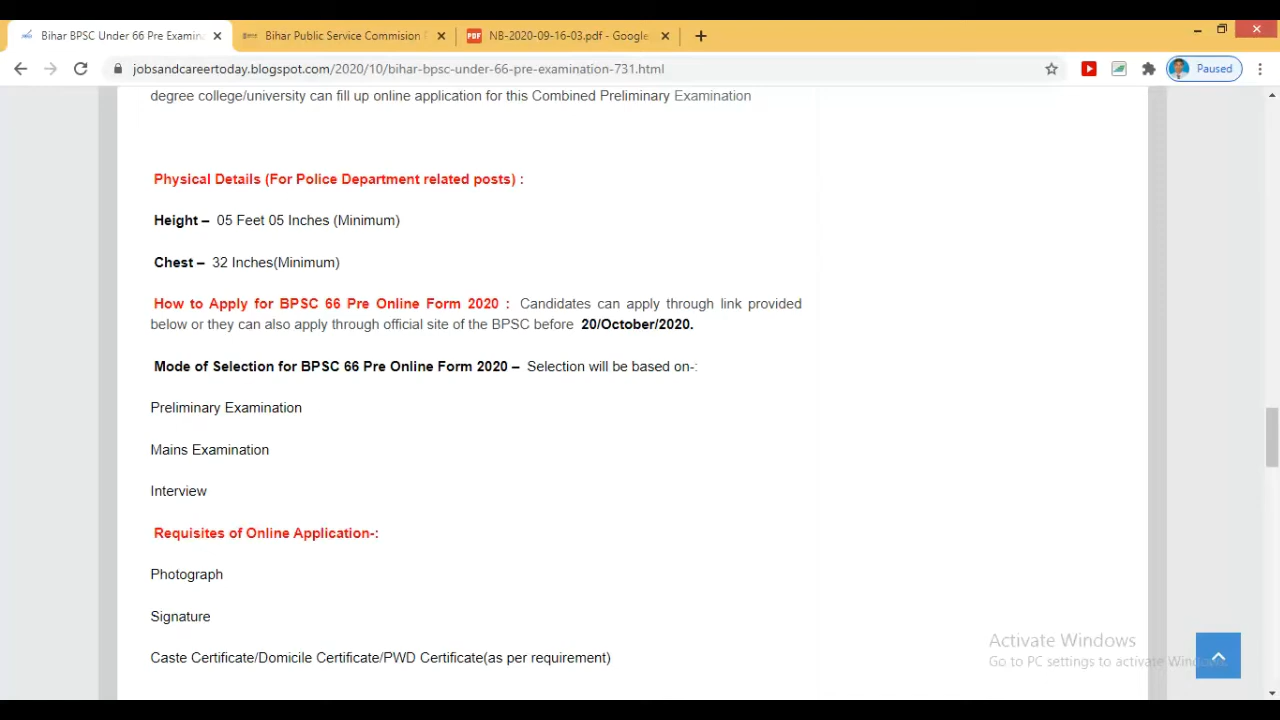 Bihar BPSC Under 66 Pre Examin
Bihar Public Service Commision
NB-2020-09-16-03.pdf - Google
jobsandcareertoday.blogspot.com/2020/10/bihar-bpsc-under-66-pre-examination-731.html
Paused
degree college/university can fill up online application for this Combined Preliminary Examination
Physical Details (For Police Department related posts) :
Height – 05 Feet 05 Inches (Minimum)
Chest – 32 Inches(Minimum)
How to Apply for BPSC 66 Pre Online Form 2020 : Candidates can apply through link provided
below or they can also apply through official site of the BPSC before 20/October/2020.
Mode of Selection for BPSC 66 Pre Online Form 2020 – Selection will be based on-:
Preliminary Examination
Mains Examination
Interview
Requisites of Online Application-:
Photograph
Signature
Caste Certificate/Domicile Certificate/PWD Certificate(as per requirement)
Activate Windows
Go to PC settings to activate Windows.